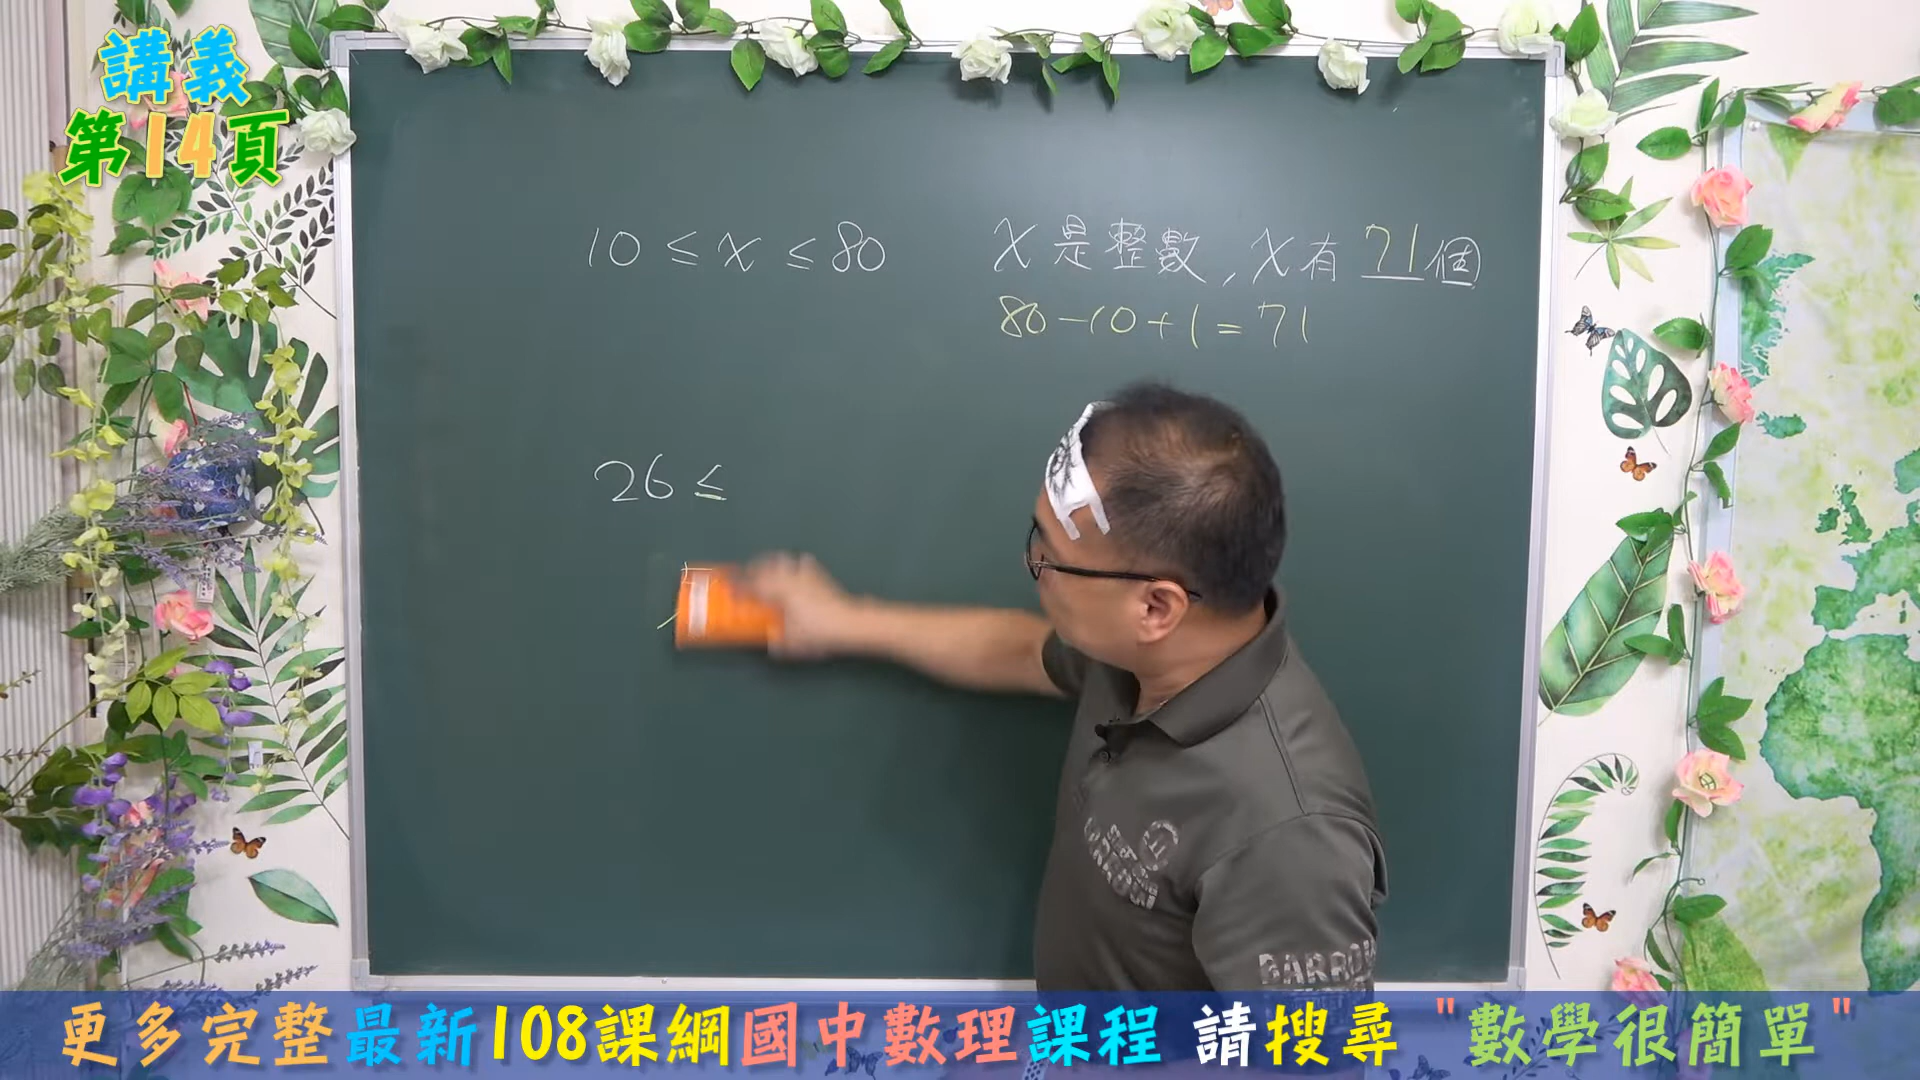 講義
第14頁
10 ≤ x ≤ 80
x是整數,x有 71個
80-10+1=71
26 ≤
BARRO
更多完整最新108課綱國中數理課程 請搜尋 "數學很簡單"